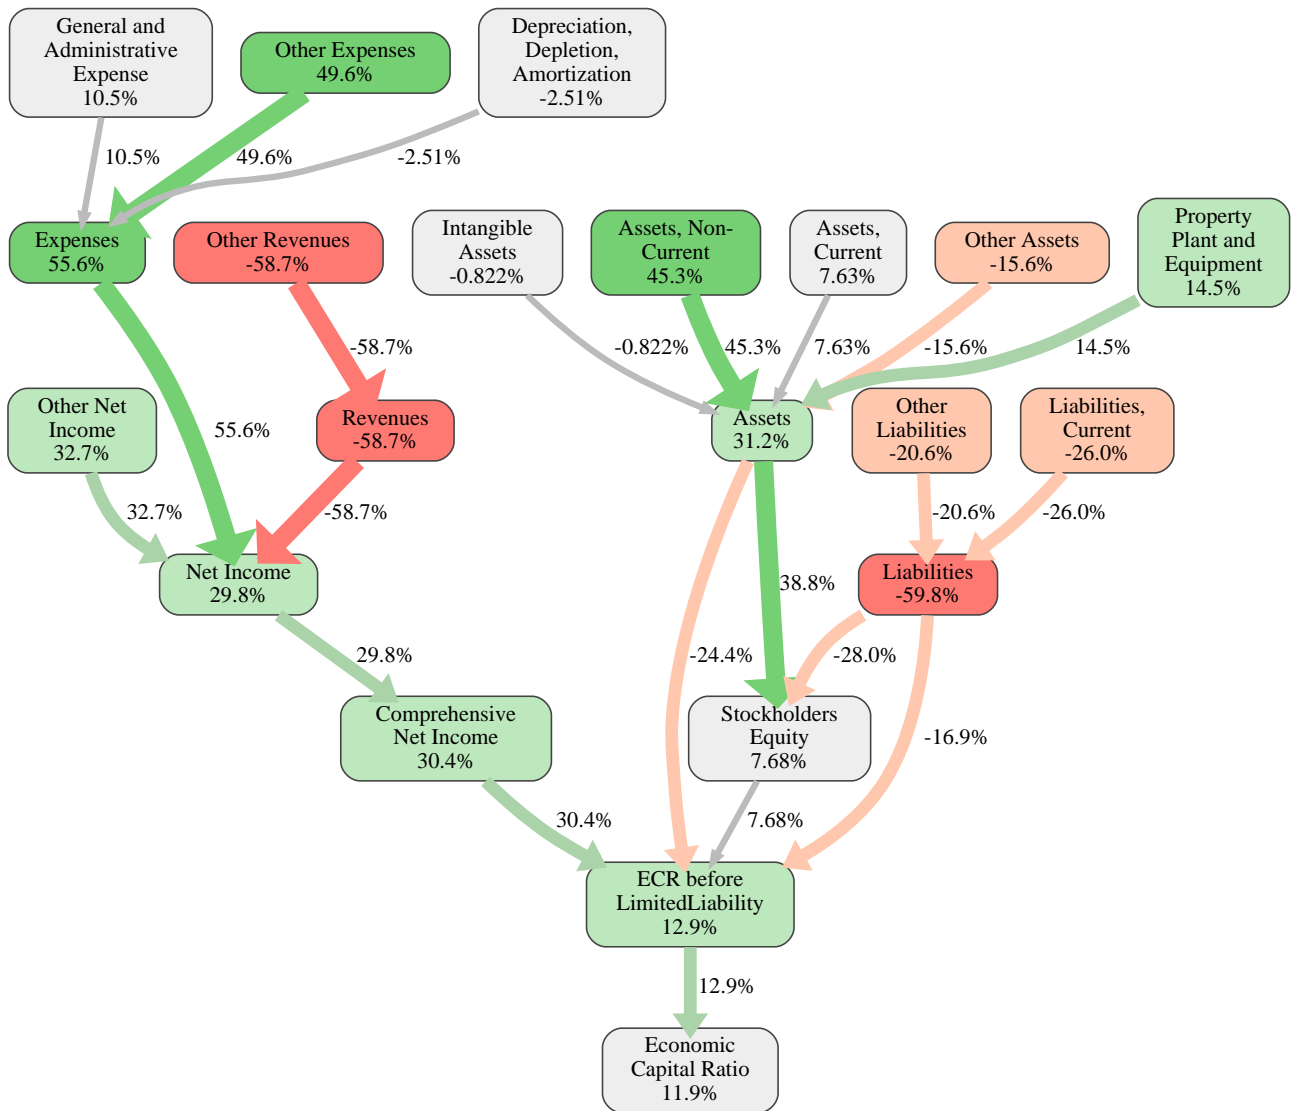 General and
Administrative
Expense
10.5%
Other Expenses
49.6%
Depreciation,
Depletion,
Amortization
-2.51%
10.5%
49.6%
-2.51%
Expenses
55.6%
Other Revenues
-58.7%
Intangible
Assets
-0.822%
Assets, Non-
Current
45.3%
Assets,
Current
7.63%
Other Assets
-15.6%
Property
Plant and
Equipment
14.5%
-58.7%
-0.822%
45.3%
7.63%
-15.6%
14.5%
Other Net
Income
32.7%
55.6%
Revenues
-58.7%
Assets
31.2%
Other
Liabilities
-20.6%
Liabilities,
Current
-26.0%
32.7%
-58.7%
-20.6%
-26.0%
Net Income
29.8%
38.8%
Liabilities
-59.8%
29.8%
-24.4%
-28.0%
Comprehensive
Net Income
30.4%
Stockholders
Equity
7.68%
-16.9%
30.4%
7.68%
ECR before
LimitedLiability
12.9%
12.9%
Economic
Capital Ratio
11.9%